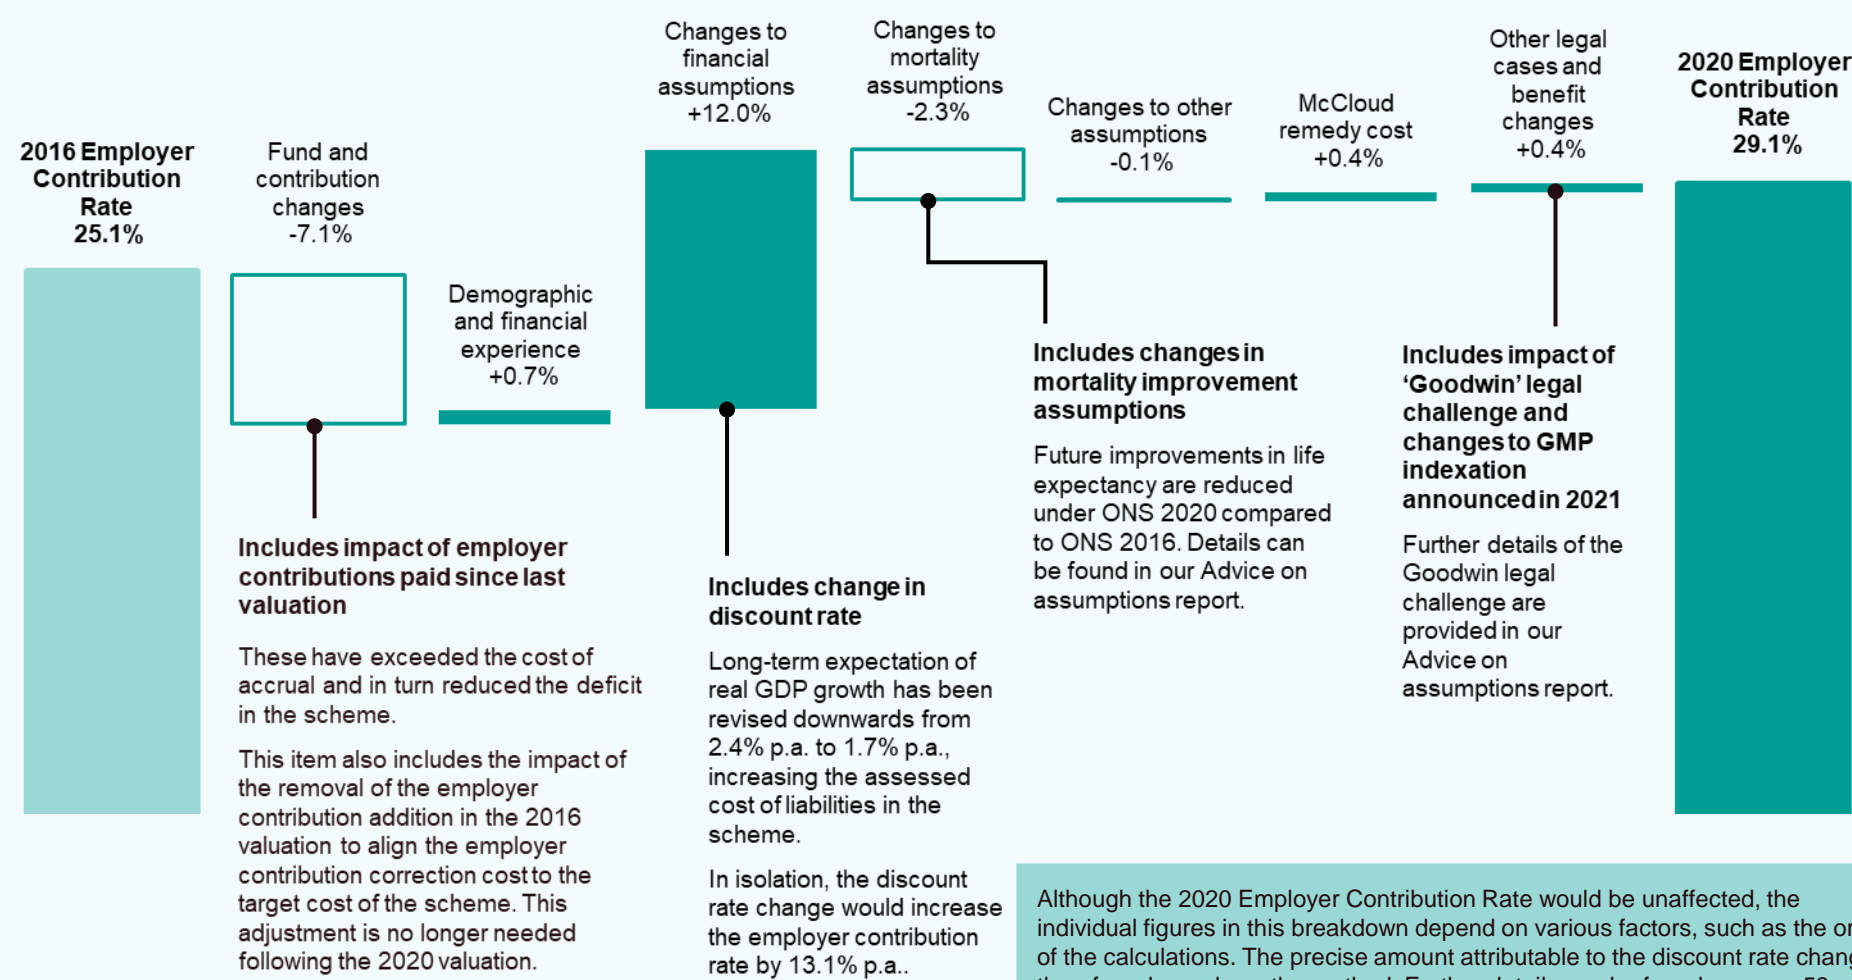 2016 Employer
Contribution
Rate
25.1%
Fund and
contribution
changes
-7.1%
Demographic
and financial
experience
+0.7%
Changes to
financial
assumptions
+12.0%
Changes to
mortality
assumptions
-2.3%
Changes to other
assumptions
-0.1%
McCloud
remedy cost
+0.4%
Other legal
cases and
benefit
changes
+0.4%
2020 Employer
Contribution
Rate
29.1%
Includes impact of employer
contributions paid since last
valuation
These have exceeded the cost of
accrual and in turn reduced the deficit
in the scheme.
This item also includes the impact of
the removal of the employer
contribution addition in the 2016
valuation to align the employer
contribution correction cost to the
target cost of the scheme. This
adjustment is no longer needed
following the 2020 valuation.
Includes change in
discount rate
Long-term expectation of
real GDP growth has been
revised downwards from
2.4% p.a. to 1.7% p.a.,
increasing the assessed
cost of liabilities in the
scheme.
In isolation, the discount
rate change would increase
the employer contribution
rate by 13.1% p.a..
Includes changes in
mortality improvement
assumptions
Future improvements in life
expectancy are reduced
under ONS 2020 compared
to ONS 2016. Details can
be found in our Advice on
assumptions report.
Includes impact of
‘Goodwin’ legal
challenge and
changes to GMP
indexation
announced in 2021
Further details of the
Goodwin legal
challenge are
provided in our
Advice on
assumptions report.
Although the 2020 Employer Contribution Rate would be unaffected, the
individual figures in this breakdown depend on various factors, such as the
of the calculations. The precise amount attributable to the discount rate